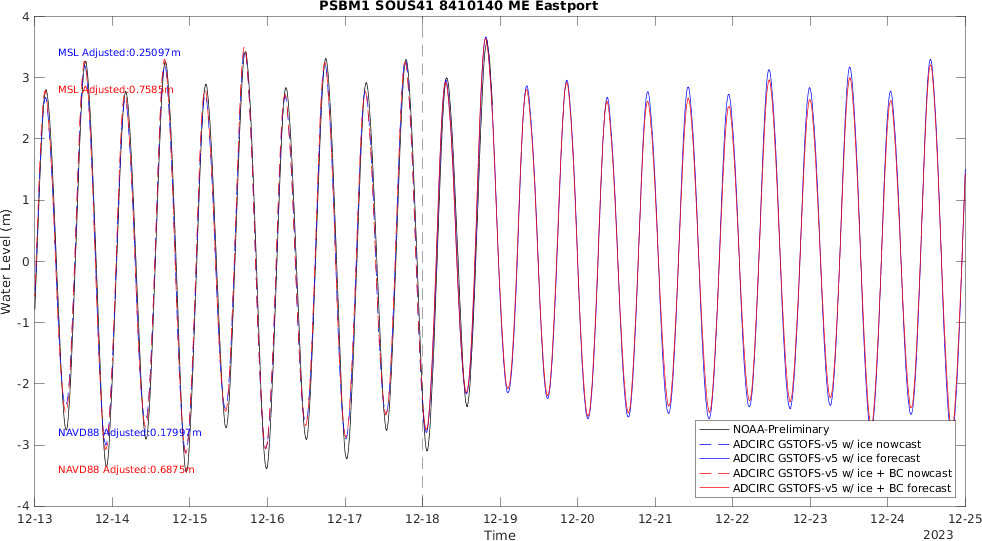 PSBM1 SOUS41 8410140 ME Eastport
4
3
2
1
0
-1
-2
-3
-4
Water Level (m)
MSL Adjusted:0.25097m
MSL Adjusted:0.7585m
NAVD88 Adjusted:0.17997m
NAVD88 Adjusted:0.6875m
NOAA-Preliminary
ADCIRC GSTOFS-v5 w/ ice nowcast
ADCIRC GSTOFS-v5 w/ ice forecast
ADCIRC GSTOFS-v5 w/ ice + BC nowcast
ADCIRC GSTOFS-v5 w/ ice + BC forecast
12-13 12-14 12-15 12-16 12-17 12-18 12-19 12-20 12-21 12-22 12-23 12-24 12-25
Time
2023